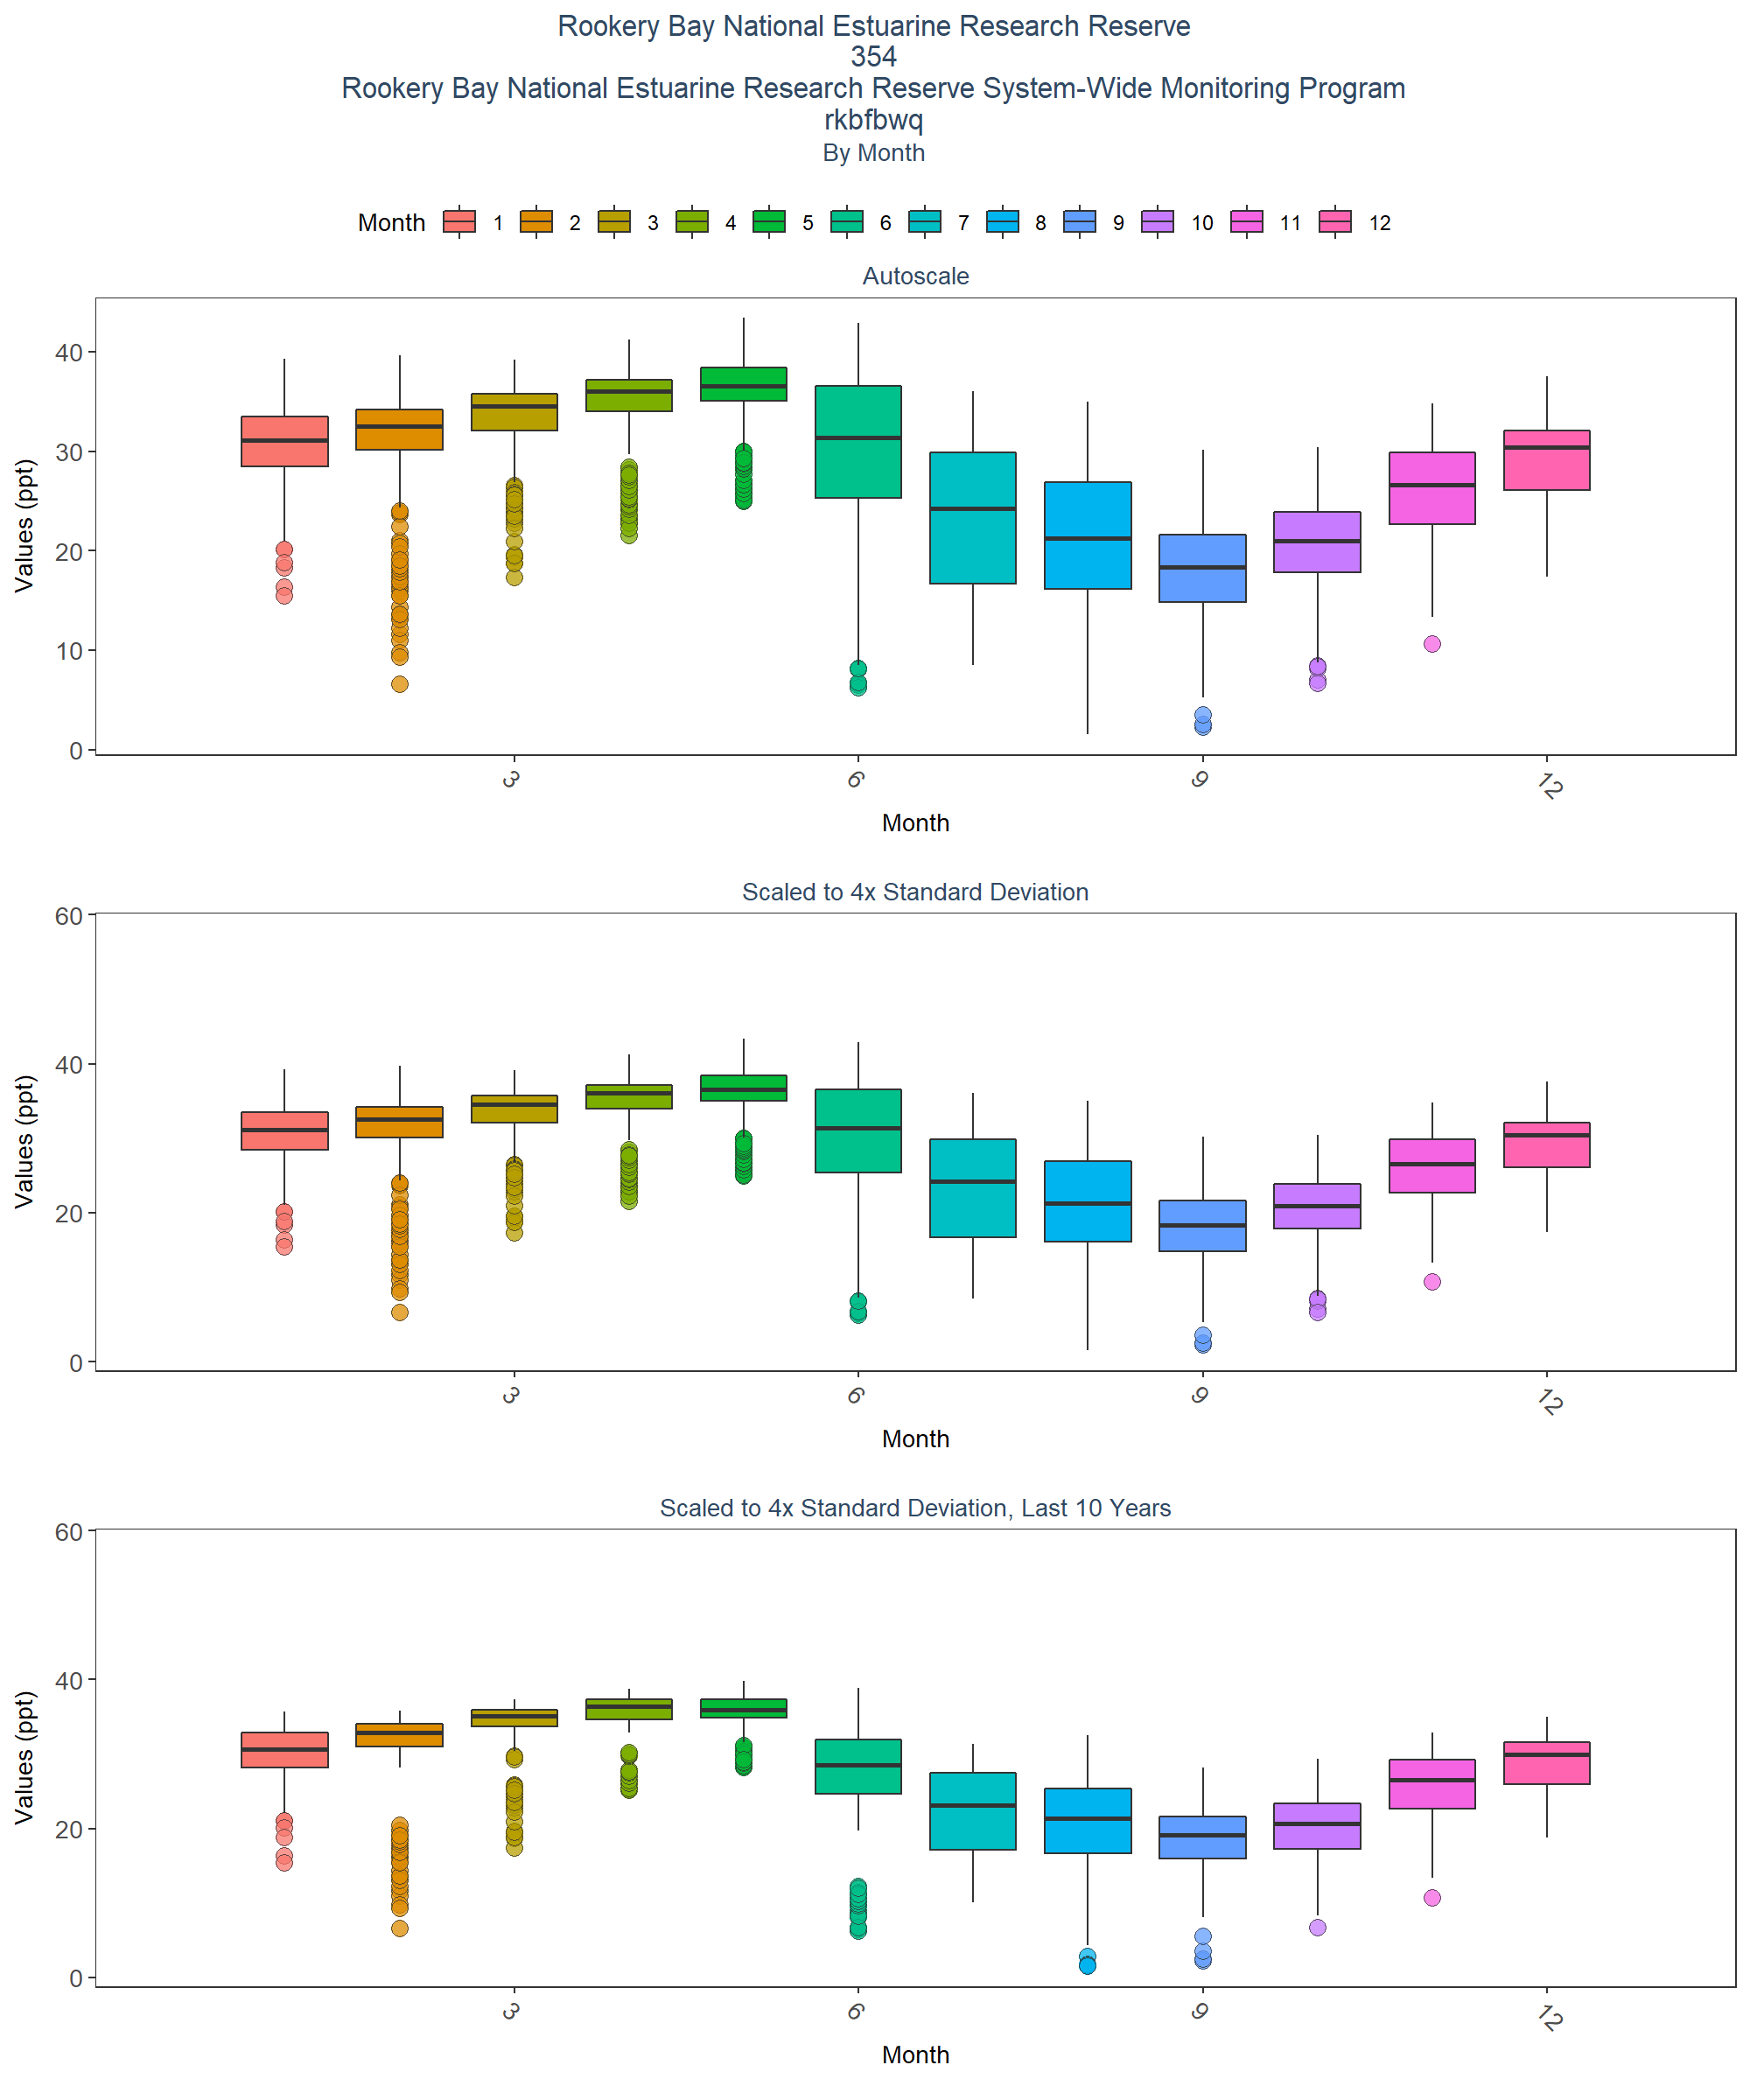 Rookery Bay National Estuarine Research Reserve
354
Rookery Bay National Estuarine Research Reserve System-Wide Monitoring Program
rkbfbwq
By Month
Month 1 2 3 4 5 6 7 8 9 10 11 12
Autoscale
Values (ppt)
40
30
20
10
0
3 6 9 12
Month
Scaled to 4x Standard Deviation
Values (ppt)
60
40
20
0
3 6 9 12
Month
Scaled to 4x Standard Deviation, Last 10 Years
Values (ppt)
60
40
20
0
3 6 9 12
Month